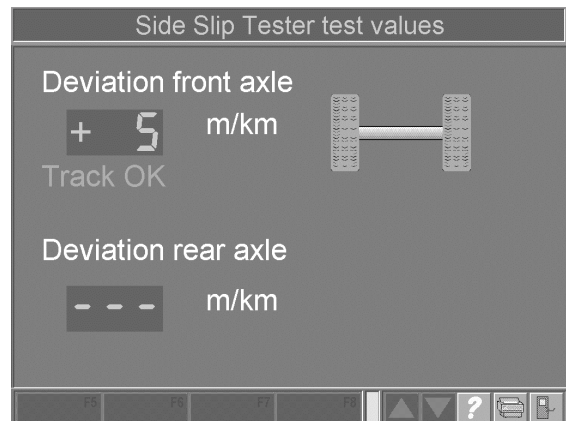 Side Slip Tester test values
Deviation front axle
+ 5 m/km
Track OK
Deviation rear axle
- - - m/km
F5 F6 F7 F8 ?